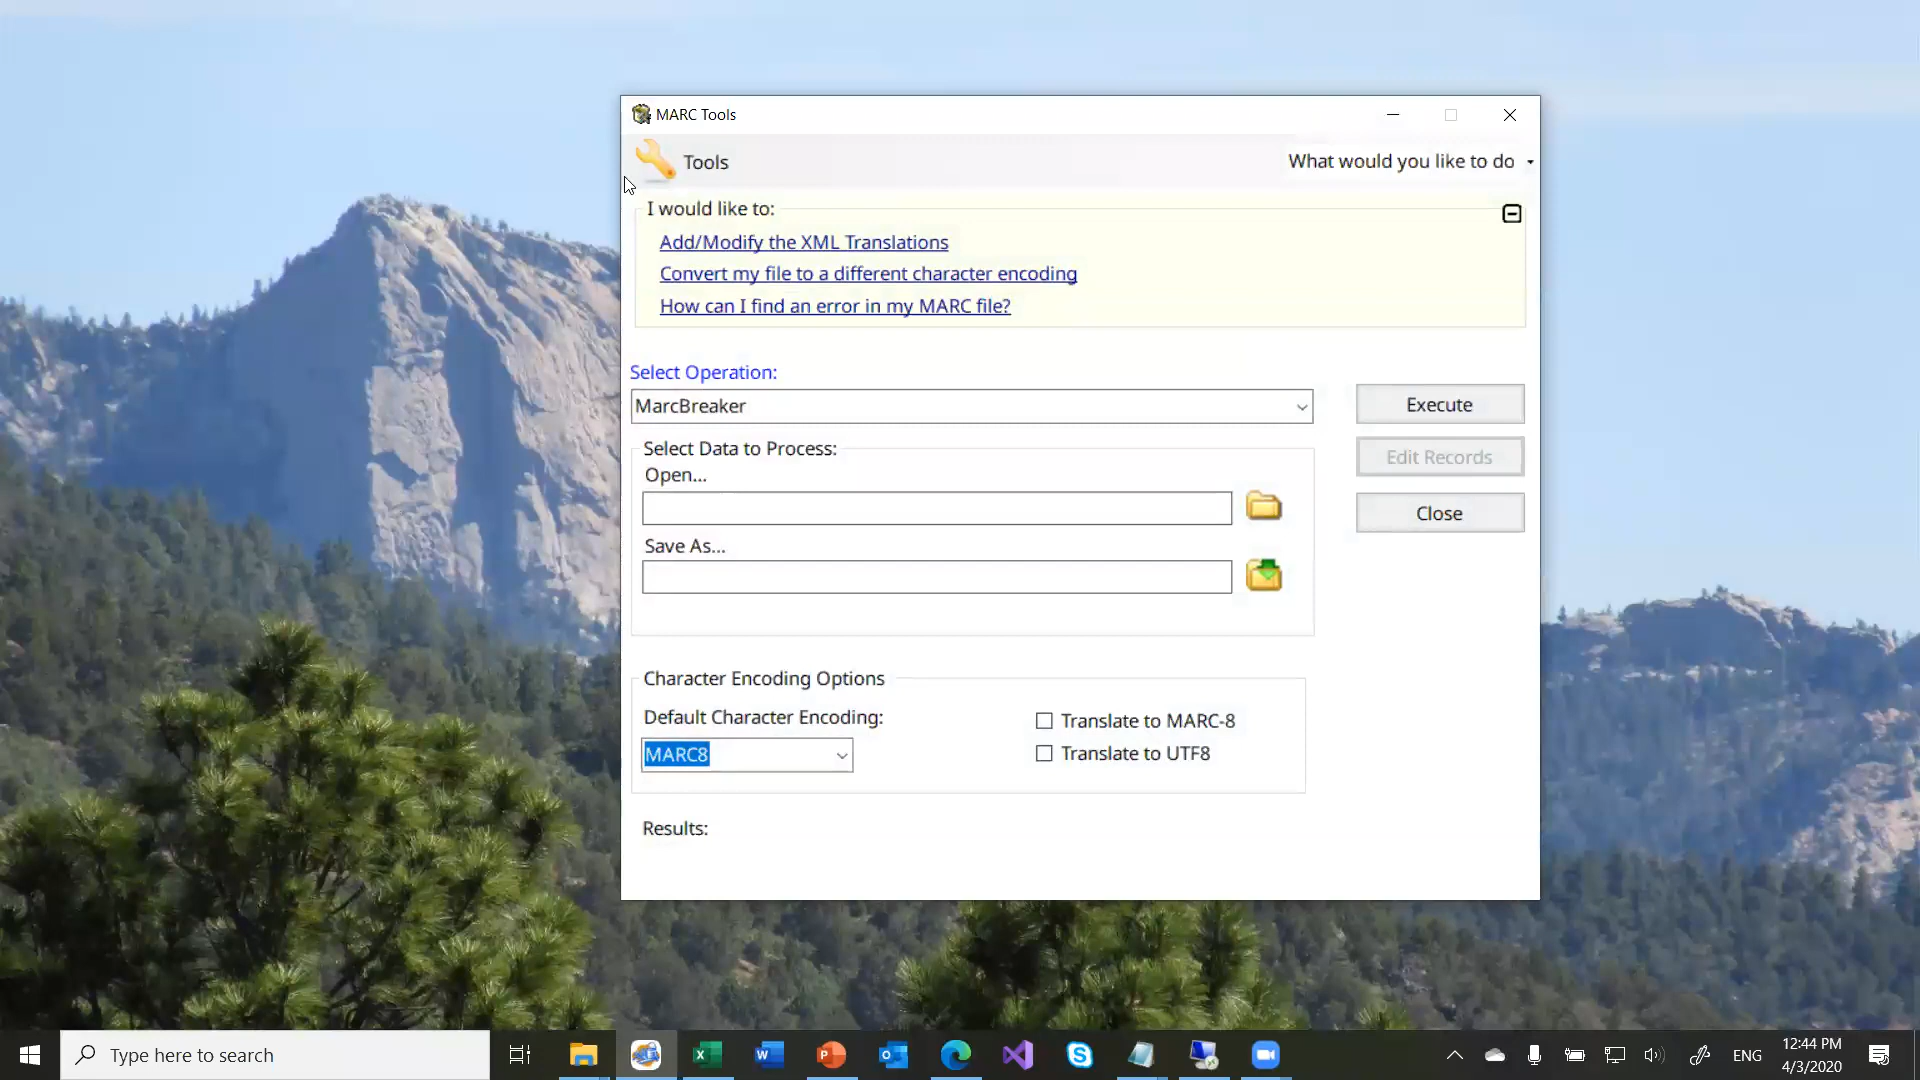 MARC Tools
Tools
What would you like to do
I would like to:
Add/Modify the XML Translations
Convert my file to a different character encoding
How can I find an error in my MARC file?
Select Operation:
MarcBreaker
Execute
Select Data to Process:
Open...
Edit Records
Close
Save As...
Character Encoding Options
Default Character Encoding:
Translate to MARC-8
MARC8
Translate to UTF8
Results:
Type here to search
ENG
12:44 PM
4/3/2020